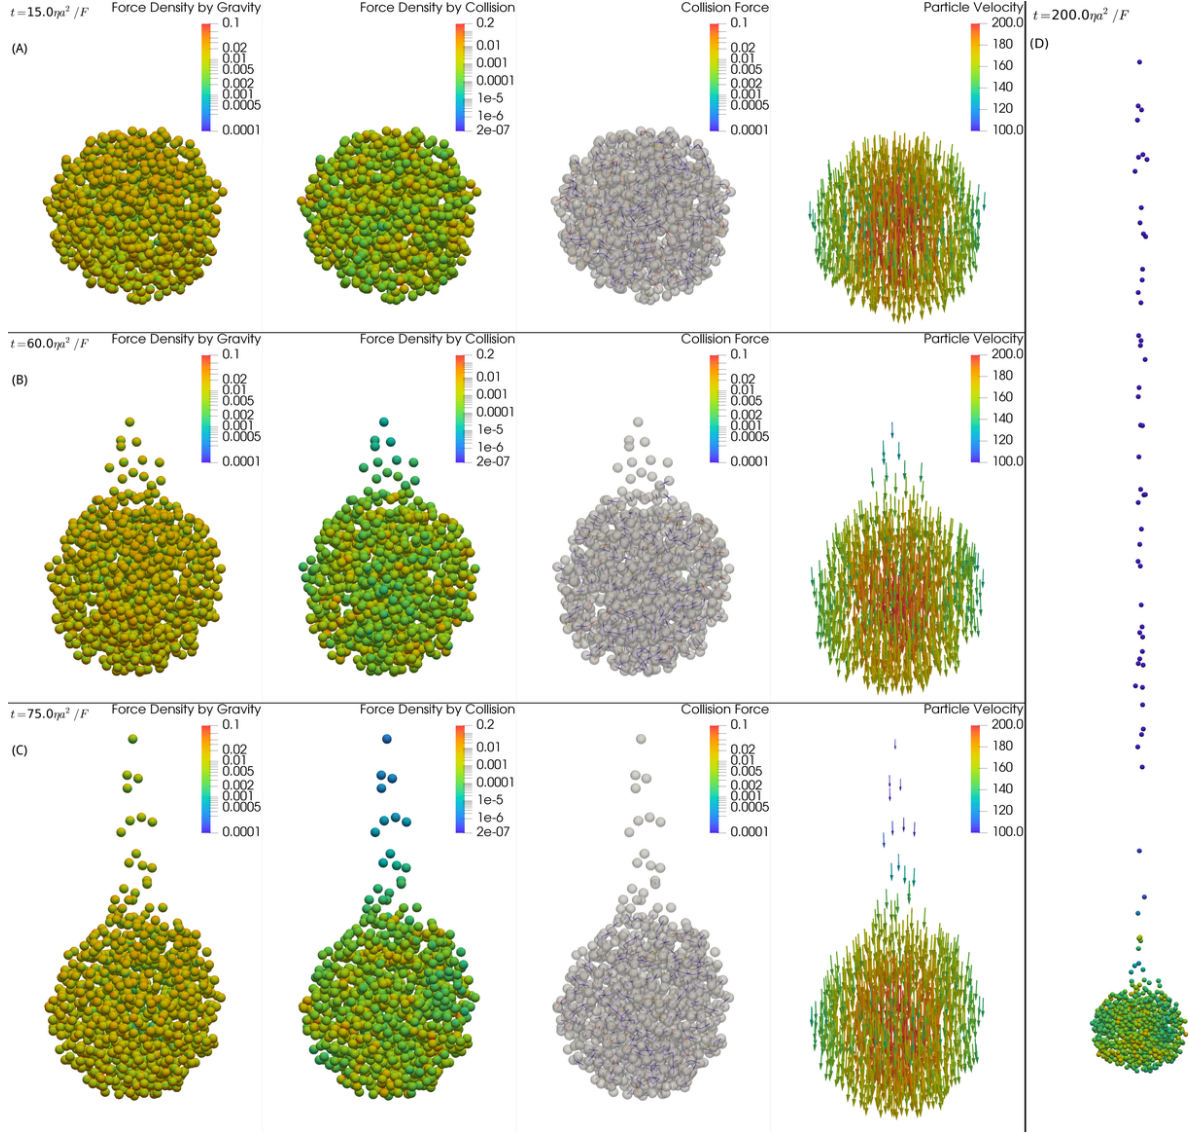 t=15.0ηa² /F
(A)
Force Density by Gravity
0.1
0.02
0.01
0.005
0.002
0.001
0.0005
0.0001
Force Density by Collision
0.2
0.01
0.001
0.0001
1e-5
1e-6
2e-07
Collision Force
0.1
0.02
0.01
0.005
0.002
0.001
0.0005
0.0001
Particle Velocity
200.0
180
160
140
120
100.0
t=60.0ηa² /F
(B)
Force Density by Gravity
0.1
0.02
0.01
0.005
0.002
0.001
0.0005
0.0001
Force Density by Collision
0.2
0.01
0.001
0.0001
1e-5
1e-6
2e-07
Collision Force
0.1
0.02
0.01
0.005
0.002
0.001
0.0005
0.0001
Particle Velocity
200.0
180
160
140
120
100.0
t=75.0ηa² /F
(C)
Force Density by Gravity
0.1
0.02
0.01
0.005
0.002
0.001
0.0005
0.0001
Force Density by Collision
0.2
0.01
0.001
0.0001
1e-5
1e-6
2e-07
Collision Force
0.1
0.02
0.01
0.005
0.002
0.001
0.0005
0.0001
Particle Velocity
200.0
180
160
140
120
100.0
t=200.0ηa² /F
(D)